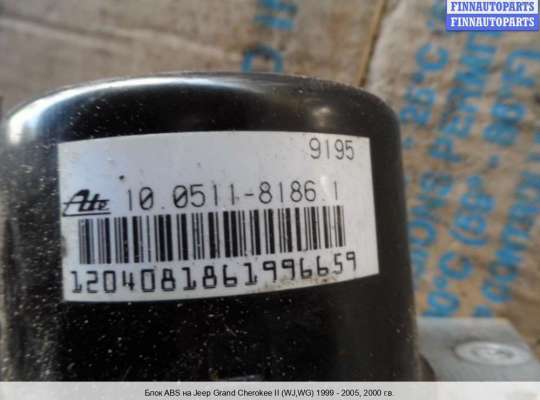 FINNAUTOPARTS
FINNAUTOPARTS
9195
Ate 10.0511-8186.1
1204081861996659
Блок ABS на Jeep Grand Cherokee II (WJ,WG) 1999 - 2005, 2000 г.в.